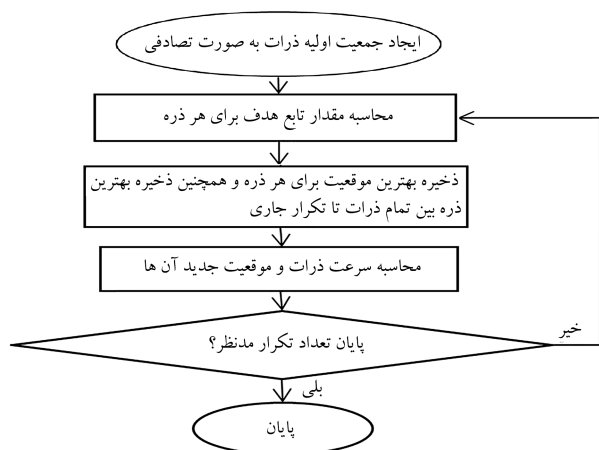 ایجاد جمعیت اولیه ذرات به صورت تصادفی
محاسبه مقدار تابع هدف برای هر ذره
ذخیره بهترین موقعیت برای هر ذره و همچنین ذخیره بهترین
ذره بین تمام ذرات تا تکرار جاری
محاسبه سرعت ذرات و موقعیت جدید آن ها
پایان تعداد تکرار مدنظر؟
خیر
بلی
پایان